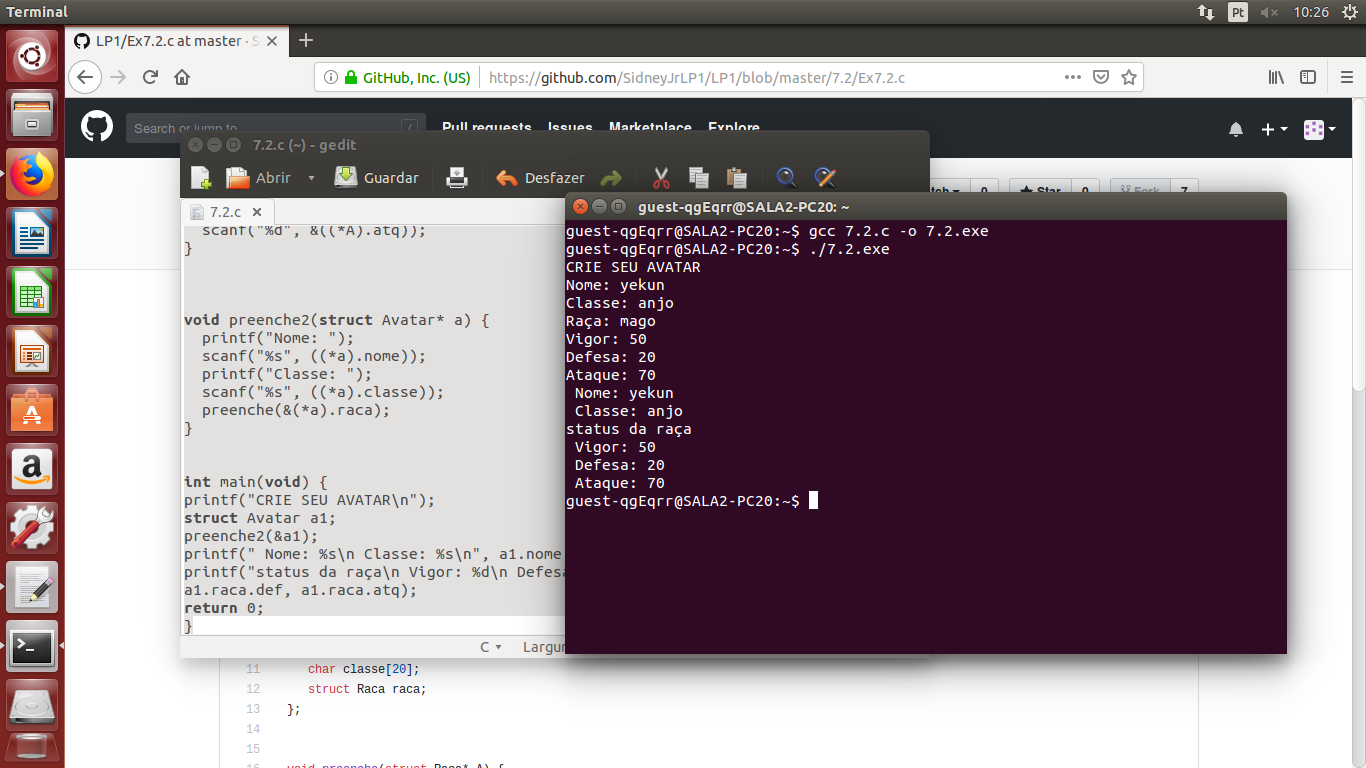 Terminal
Pt
10:26
LP1/Ex7.2.c at master · S
GitHub, Inc. (US)
https://github.com/SidneyJrLP1/LP1/blob/master/7.2/Ex7.2.c
Search or jump to
/
Pull requests Issues Marketplace Explore
Star 0
Fork 7
7.2.c (~) - gedit
Abrir
Guardar
Desfazer
7.2.c
scanf("%d", &((*A).atq));
}
void preenche2(struct Avatar* a) {
printf("Nome: ");
scanf("%s", ((*a).nome));
printf("Classe: ");
scanf("%s", ((*a).classe));
preenche(&(*a).raca);
}
int main(void) {
printf("CRIE SEU AVATAR\n");
struct Avatar a1;
preenche2(&a1);
printf(" Nome: %s\n Classe: %s\n", a1.nome
printf("status da raça\n Vigor: %d\n Defesa
a1.raca.def, a1.raca.atq);
return 0;
}
C
Largur
guest-qgEqrr@SALA2-PC20: ~
guest-qgEqrr@SALA2-PC20:~$ gcc 7.2.c -o 7.2.exe
guest-qgEqrr@SALA2-PC20:~$ ./7.2.exe
CRIE SEU AVATAR
Nome: yekun
Classe: anjo
Raça: mago
Vigor: 50
Defesa: 20
Ataque: 70
Nome: yekun
Classe: anjo
status da raça
Vigor: 50
Defesa: 20
Ataque: 70
guest-qgEqrr@SALA2-PC20:~$
11 char classe[20];
12 struct Raca raca;
13 };
14
15
16 void preenche(struct Raca* A) {